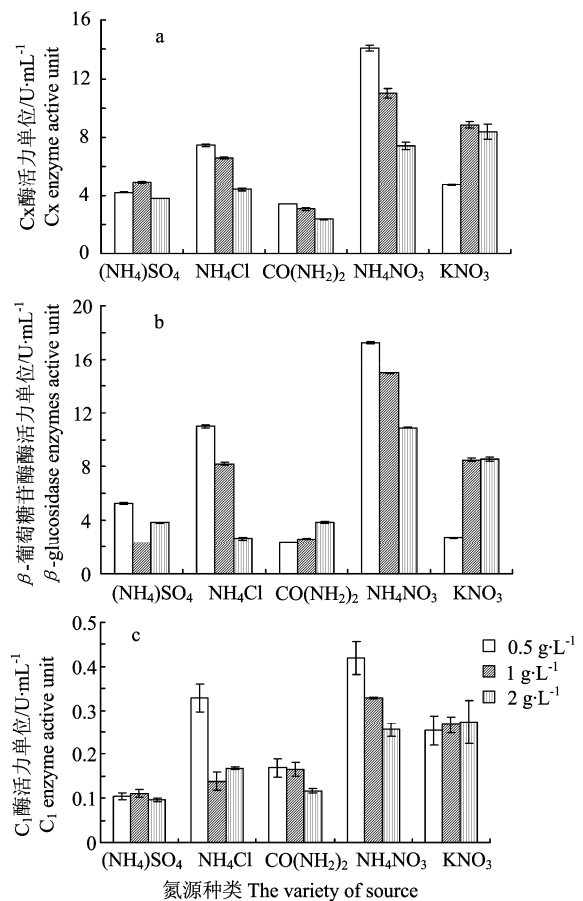 Cx酶活力单位/U·mL⁻¹
Cx enzyme active unit
a
16
12
8
4
0
(NH₄)SO₄ NH₄Cl CO(NH₂)₂ NH₄NO₃ KNO₃
β-葡萄糖苷酶酶活力单位/U·mL⁻¹
β-glucosidase enzymes active unit
b
20
16
12
8
4
0
(NH₄)SO₄ NH₄Cl CO(NH₂)₂ NH₄NO₃ KNO₃
C₁酶活力单位/U·mL⁻¹
C₁ enzyme active unit
c
0.5
0.4
0.3
0.2
0.1
0
0.5 g·L⁻¹
1 g·L⁻¹
2 g·L⁻¹
(NH₄)SO₄ NH₄Cl CO(NH₂)₂ NH₄NO₃ KNO₃
氮源种类 The variety of source